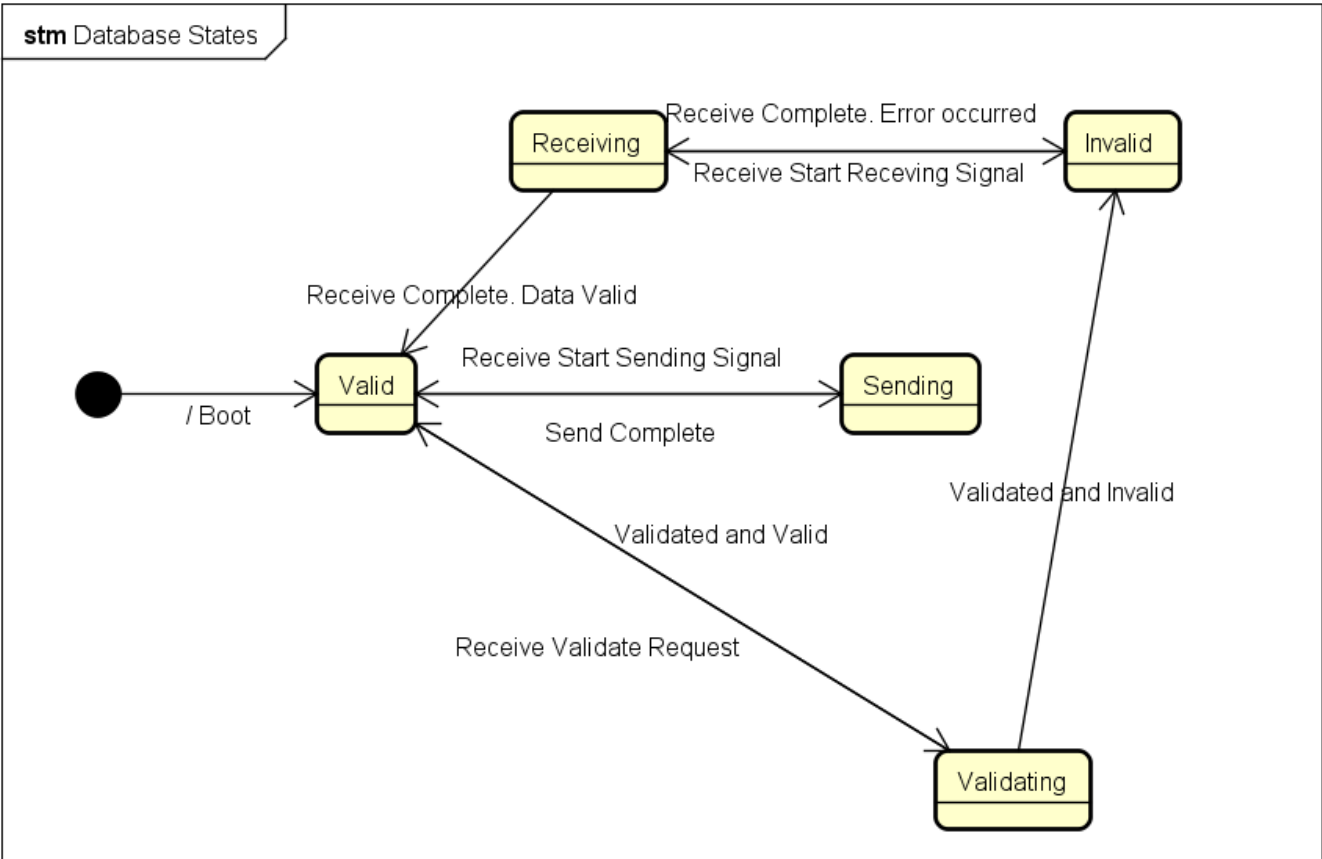 stm Database States
Receive Complete. Error occurred
Receiving
Invalid
Receive Start Receving Signal
Receive Complete. Data Valid
Receive Start Sending Signal
Valid
Sending
/ Boot
Send Complete
Validated and Invalid
Validated and Valid
Receive Validate Request
Validating